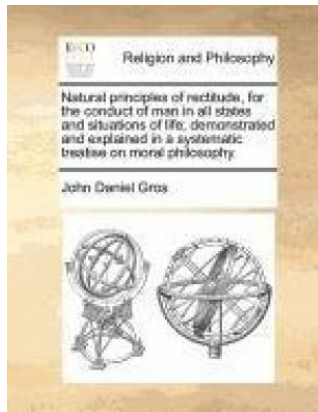 ECCO
Religion and Philosophy
Natural principles of rectitude, for
the conduct of man in all states
and situations of life; demonstrated
and explained in a systematic
treatise on moral philosophy.
John Daniel Gros